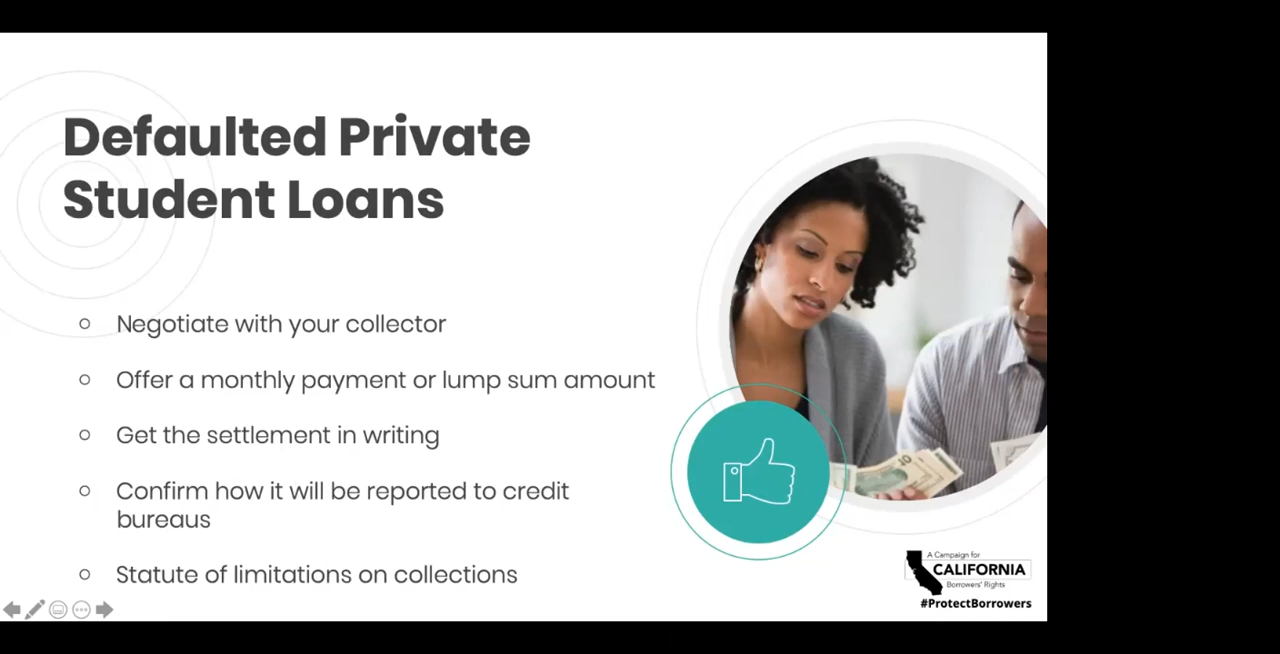 Defaulted Private
Student Loans
Negotiate with your collector
Offer a monthly payment or lump sum amount
Get the settlement in writing
Confirm how it will be reported to credit
bureaus
Statute of limitations on collections
10
A Campaign for
CALIFORNIA
Borrowers' Rights
#ProtectBorrowers